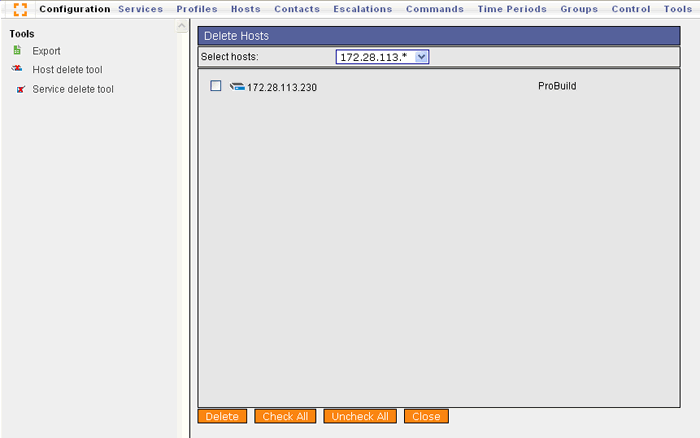 Configuration Services Profiles Hosts Contacts Escalations Commands Time Periods Groups Control Tools
Tools
Export
Host delete tool
Service delete tool
Delete Hosts
Select hosts: 172.28.113.*
172.28.113.230 ProBuild
Delete Check All Uncheck All Close